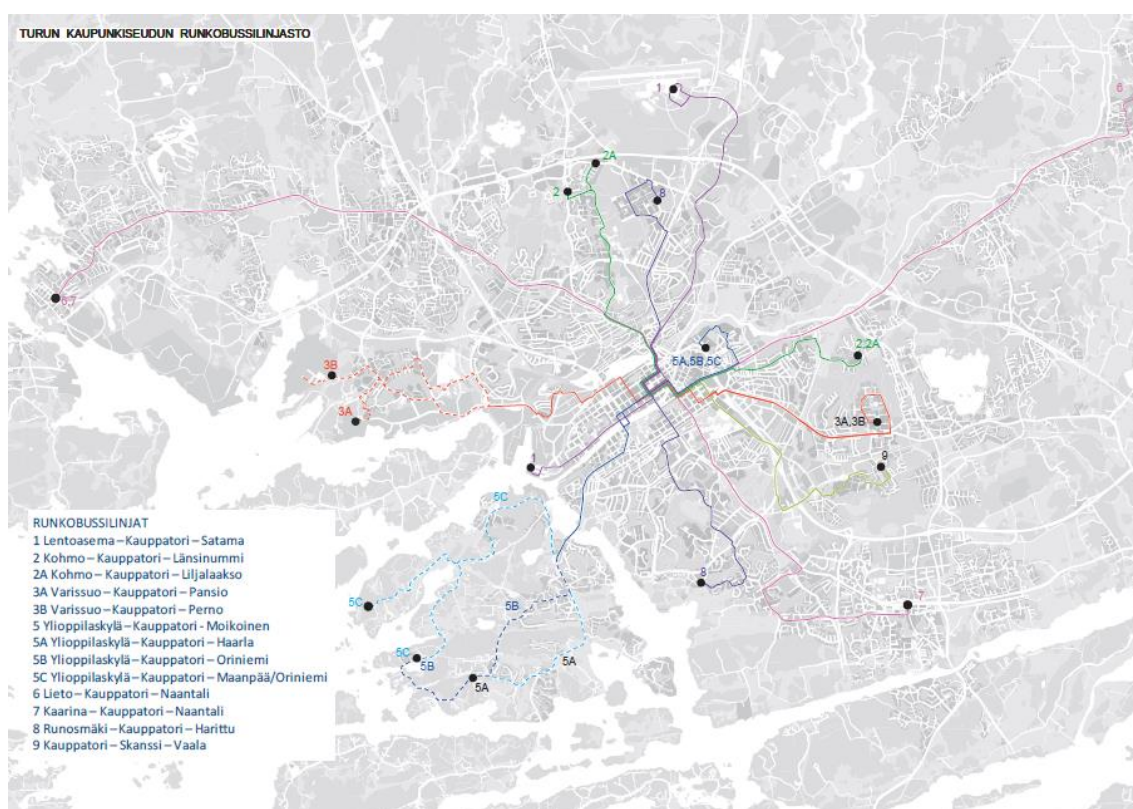 TURUN KAUPUNKISEUDUN RUNKOBUSSILINJASTO
1
6
2A
2
8
6,7
5A,5B,5C
2;2A
3B
3A
3A,3B
9
1
5C
8
5C
5B
7
5C
5B
5A
5A
RUNKOBUSSILINJAT
1 Lentoasema – Kauppatori – Satama
2 Kohmo – Kauppatori – Länsinummi
2A Kohmo – Kauppatori – Liljalaakso
3A Varissuo – Kauppatori – Pansio
3B Varissuo – Kauppatori – Perno
5 Ylioppilaskylä – Kauppatori - Moikoinen
5A Ylioppilaskylä – Kauppatori – Haarla
5B Ylioppilaskylä – Kauppatori – Oriniemi
5C Ylioppilaskylä – Kauppatori – Maanpää/Oriniemi
6 Lieto – Kauppatori – Naantali
7 Kaarina – Kauppatori – Naantali
8 Runosmäki – Kauppatori – Harittu
9 Kauppatori – Skanssi – Vaala